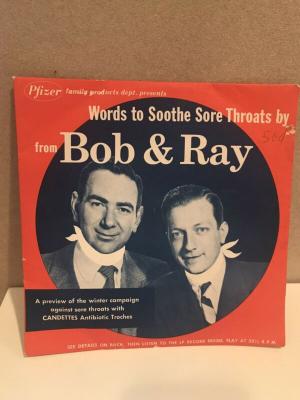 Pfizer family products dept. presents
Words to Soothe Sore Throats by
from Bob & Ray
A preview of the winter campaign
against sore throats with
CANDETTES Antibiotic Troches
SEE DETAILS ON BACK, THEN LISTEN TO THE LP RECORD INSIDE. PLAY AT 33⅓ R.P.M.